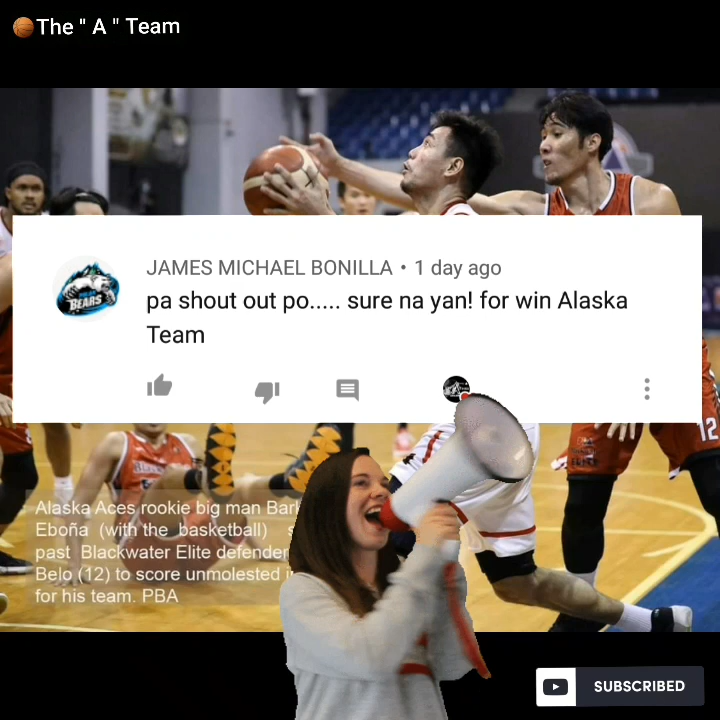 🏀The " A " Team
BEARS
JAMES MICHAEL BONILLA • 1 day ago
pa shout out po..... sure na yan! for win Alaska
Team
12
Alaska Aces rookie big man Bar
Eboña (with the basketball)
past Blackwater Elite defender
Belo (12) to score unmolested
for his team. PBA
SUBSCRIBED